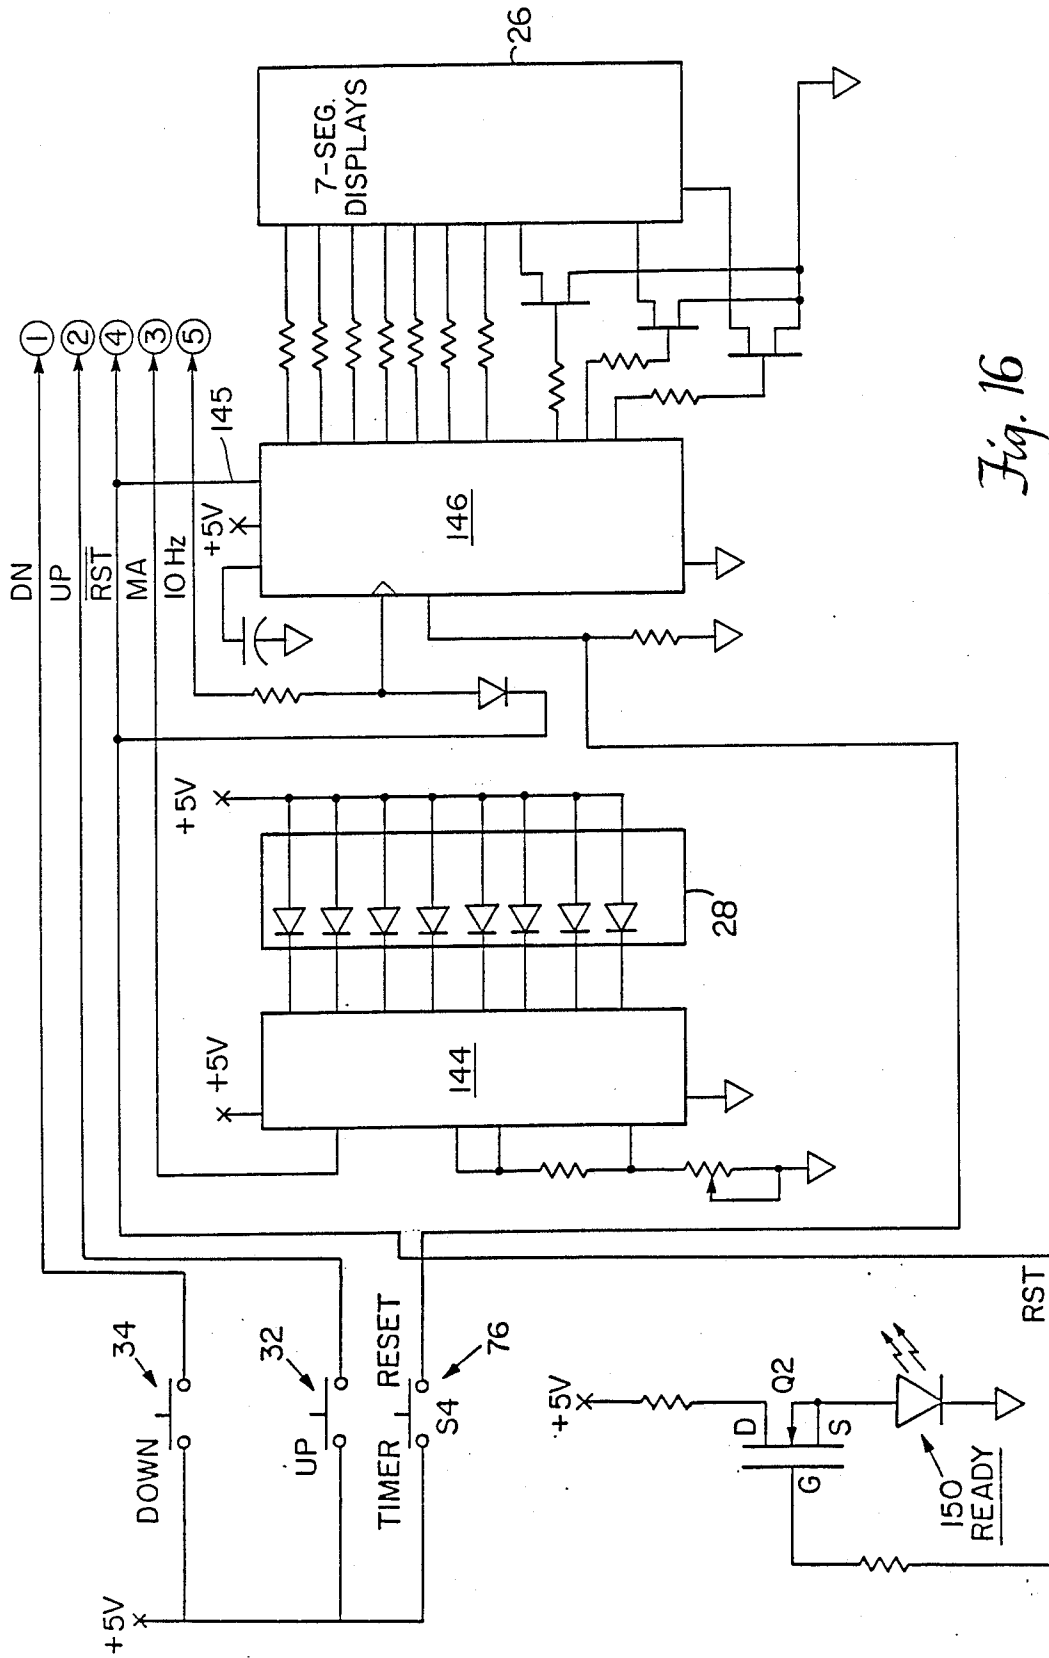 DN
1
UP
2
RST
4
MA
3
10 Hz
5
145
+5V
146
7-SEG.
DISPLAYS
26
+5V
28
+5V
144
34
DOWN
32
UP
TIMER RESET
S4
76
+5V
+5V
D
Q2
S
G
150
READY
RST
Fig. 16